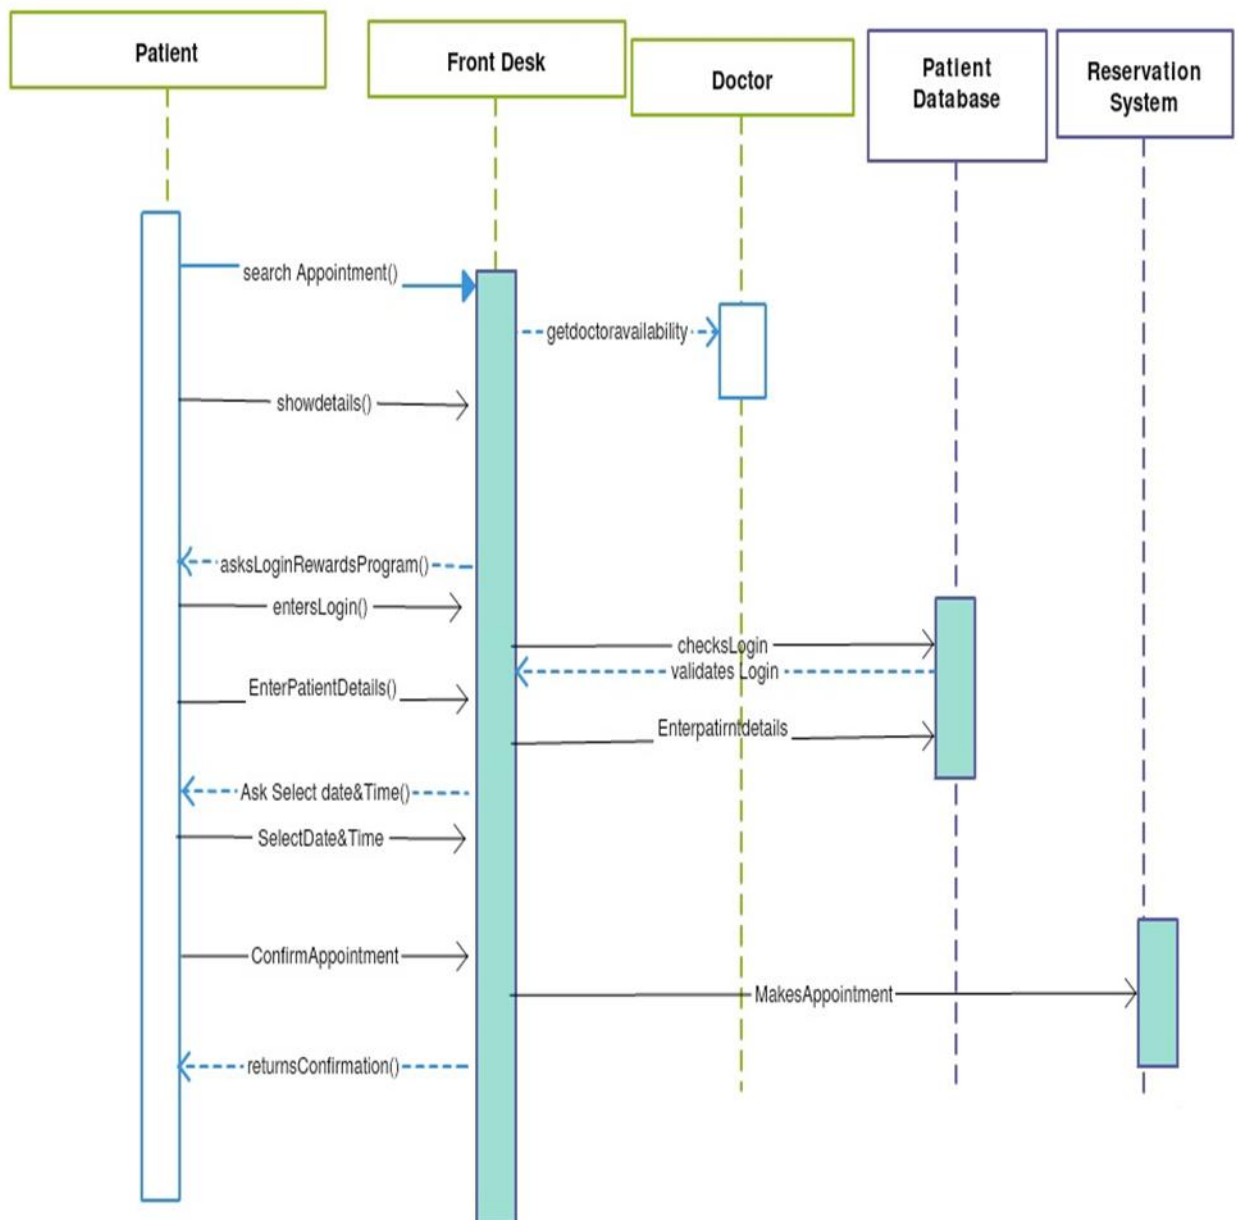 Patient
Front Desk
Doctor
Patient
Database
Reservation
System
search Appointment()
getdoctoravailability
showdetails()
asksLoginRewardsProgram()
entersLogin()
checksLogin
validates Login
EnterPatientDetails()
Enterpatirntdetails
Ask Select date&Time()
SelectDate&Time
ConfirmAppointment
MakesAppointment
returnsConfirmation()